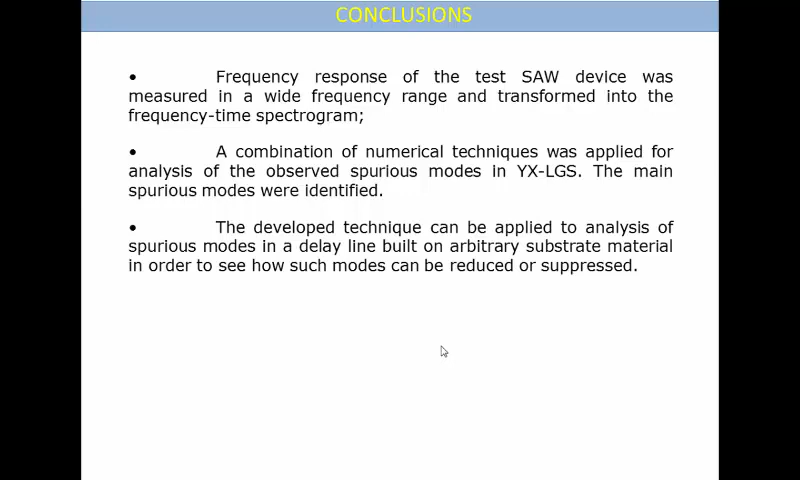 CONCLUSIONS
• Frequency response of the test SAW device was
measured in a wide frequency range and transformed into the
frequency-time spectrogram;
• A combination of numerical techniques was applied for
analysis of the observed spurious modes in YX-LGS. The main
spurious modes were identified.
• The developed technique can be applied to analysis of
spurious modes in a delay line built on arbitrary substrate material
in order to see how such modes can be reduced or suppressed.